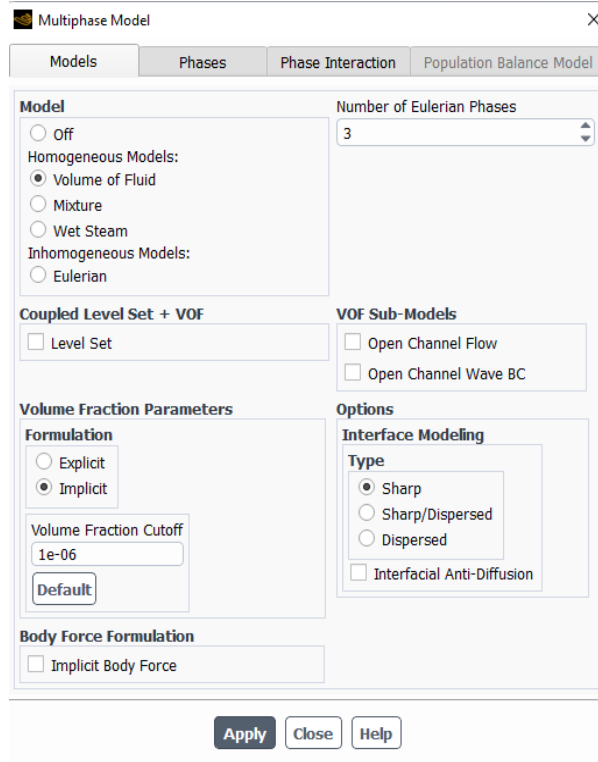 Multiphase Model
Models Phases Phase Interaction Population Balance Model
Model
Off
Homogeneous Models:
Volume of Fluid
Mixture
Wet Steam
Inhomogeneous Models:
Eulerian
Number of Eulerian Phases
3
Coupled Level Set + VOF
Level Set
VOF Sub-Models
Open Channel Flow
Open Channel Wave BC
Volume Fraction Parameters
Formulation
Explicit
Implicit
Volume Fraction Cutoff
1e-06
Default
Options
Interface Modeling
Type
Sharp
Sharp/Dispersed
Dispersed
Interfacial Anti-Diffusion
Body Force Formulation
Implicit Body Force
Apply Close Help